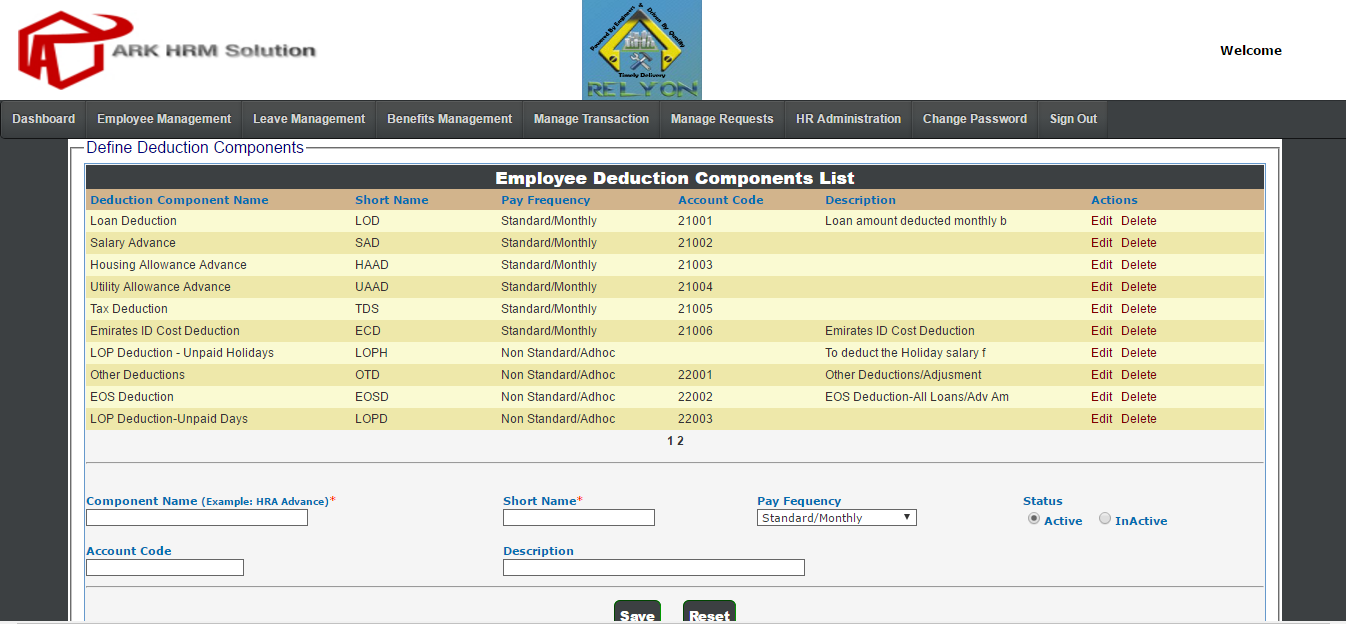 ARK HRM Solution
Powered By Engineers & Driven By Quality
Timely Delivery
RELYON
Welcome
Dashboard Employee Management Leave Management Benefits Management Manage Transaction Manage Requests HR Administration Change Password Sign Out
Define Deduction Components
Employee Deduction Components List
Deduction Component Name Short Name Pay Frequency Account Code Description Actions
Loan Deduction LOD Standard/Monthly 21001 Loan amount deducted monthly b Edit Delete
Salary Advance SAD Standard/Monthly 21002 Edit Delete
Housing Allowance Advance HAAD Standard/Monthly 21003 Edit Delete
Utility Allowance Advance UAAD Standard/Monthly 21004 Edit Delete
Tax Deduction TDS Standard/Monthly 21005 Edit Delete
Emirates ID Cost Deduction ECD Standard/Monthly 21006 Emirates ID Cost Deduction Edit Delete
LOP Deduction - Unpaid Holidays LOPH Non Standard/Adhoc To deduct the Holiday salary f Edit Delete
Other Deductions OTD Non Standard/Adhoc 22001 Other Deductions/Adjusment Edit Delete
EOS Deduction EOSD Non Standard/Adhoc 22002 EOS Deduction-All Loans/Adv Am Edit Delete
LOP Deduction-Unpaid Days LOPD Non Standard/Adhoc 22003 Edit Delete
1 2
Component Name (Example: HRA Advance)* Short Name* Pay Fequency Status
Standard/Monthly Active InActive
Account Code Description
Save Reset